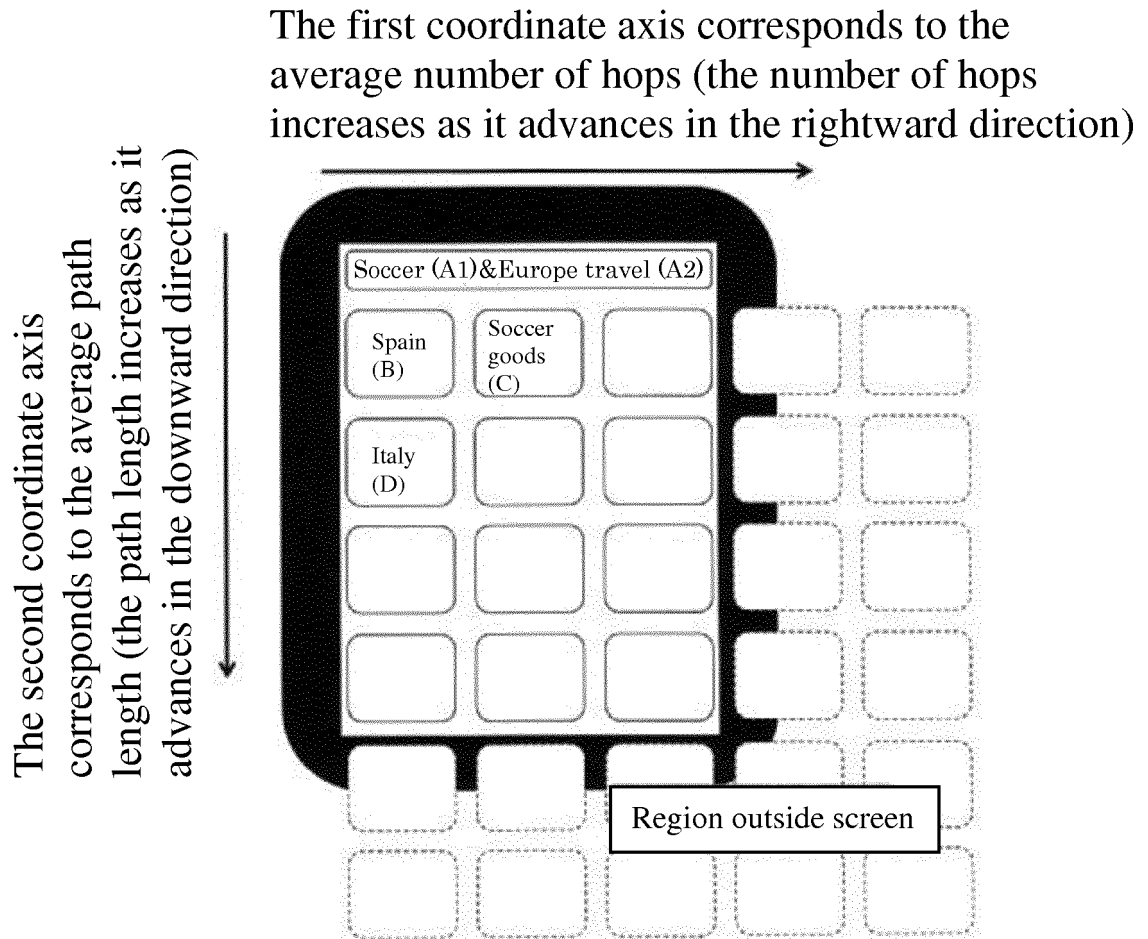 The first coordinate axis corresponds to the
average number of hops (the number of hops
increases as it advances in the rightward direction)
The second coordinate axis
corresponds to the average path
length (the path length increases as it
advances in the downward direction)
Soccer (A1)&Europe travel (A2)
Spain
(B)
Soccer
goods
(C)
Italy
(D)
Region outside screen